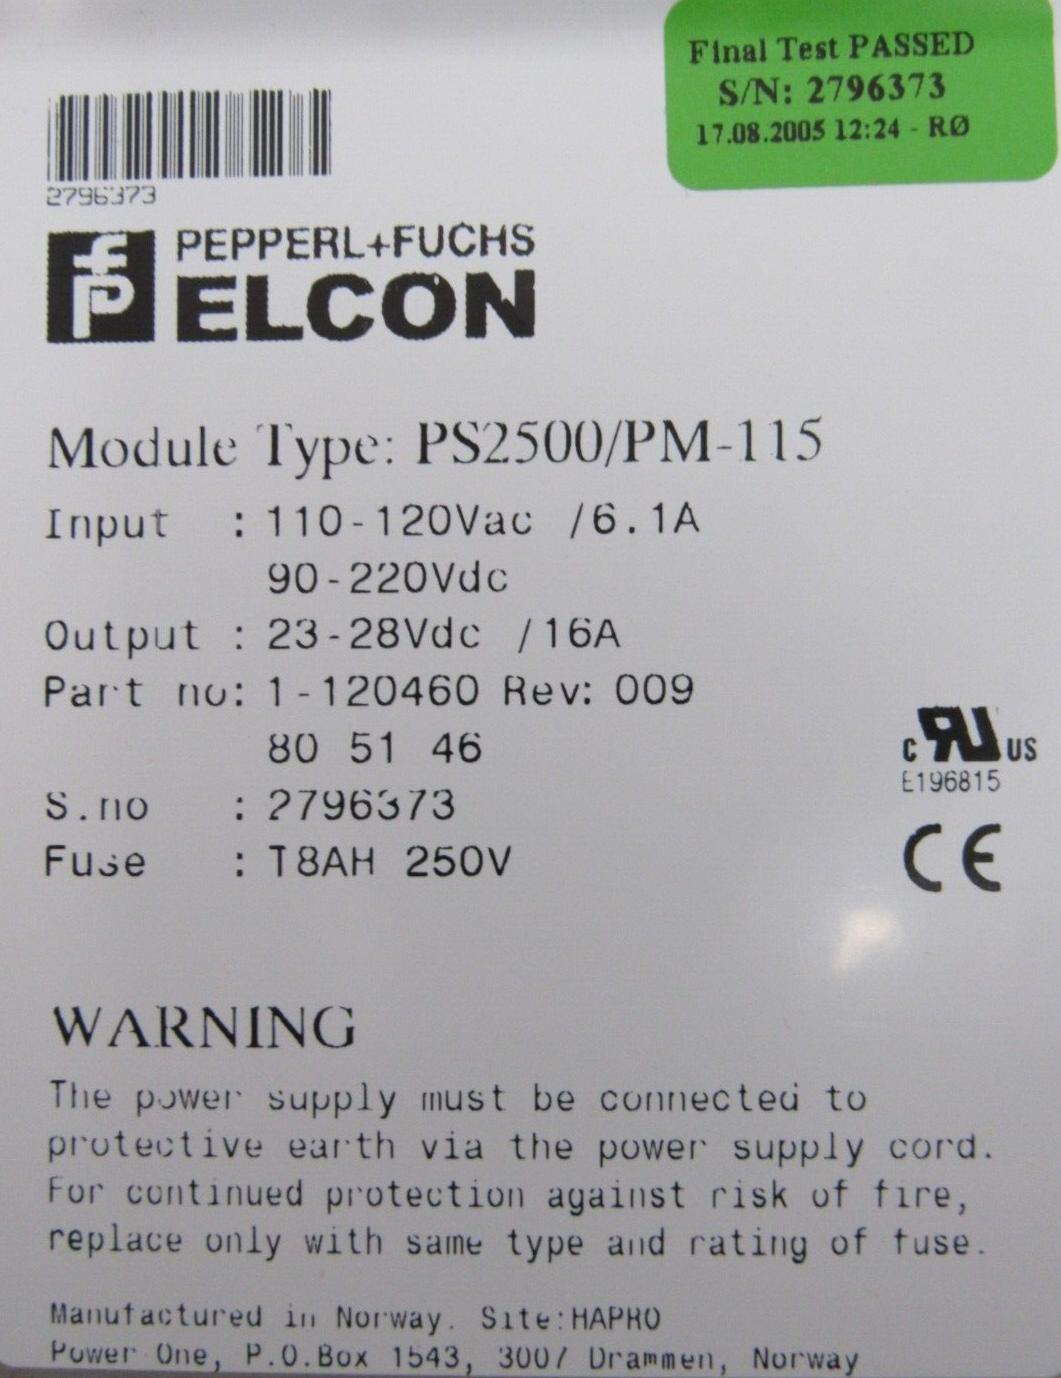 Final Test PASSED
S/N: 2796373
17.08.2005 12:24 - RØ
2796373
PEPPERL+FUCHS
ELCON
Module Type: PS2500/PM-115
Input : 110-120Vac /6.1A
90-220Vdc
Output : 23-28Vdc /16A
Part no: 1-120460 Rev: 009
80 51 46
S.no : 2796373
Fuse : T8AH 250V
c RU US
E196815
CE
WARNING
The power supply must be connected to
protective earth via the power supply cord.
For continued protection against risk of fire,
replace only with same type and rating of fuse.
Manufactured in Norway. Site:HAPRO
Power One, P.O.Box 1543, 3007 Drammen, Norway